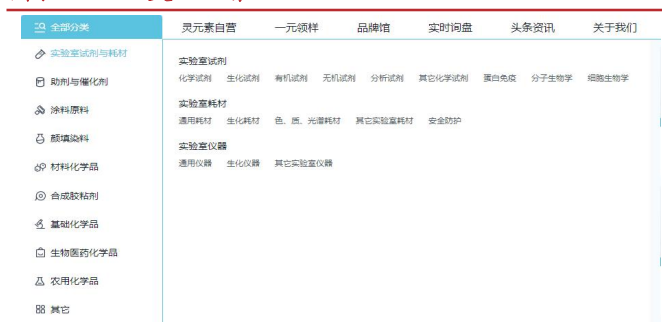 全部分类
灵元素自营 一元领样 品牌馆 实时询盘 头条资讯 关于我们
实验室试剂与耗材
助剂与催化剂
涂料原料
颜填染料
材料化学品
合成胶粘剂
基础化学品
生物医药化学品
农用化学品
其它
实验室试剂
化学试剂 生化试剂 有机试剂 无机试剂 分析试剂 其它化学试剂 蛋白免疫 分子生物学 细胞生物学
实验室耗材
通用耗材 生化耗材 色、质、光谱耗材 其它实验室耗材 安全防护
实验室仪器
通用仪器 生化仪器 其它实验室仪器